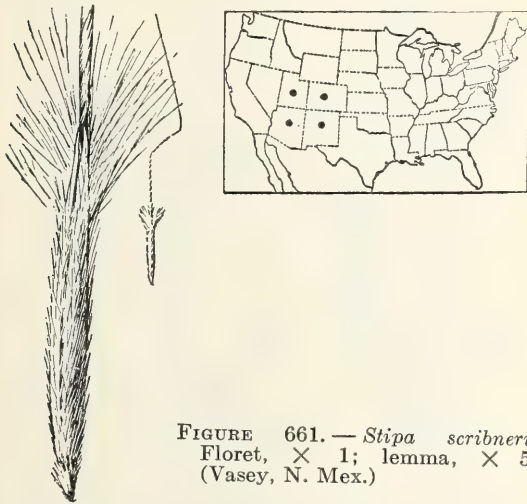 FIGURE 661. — Stipa scribneri
Floret, × 1; lemma, × 5
(Vasey, N. Mex.)